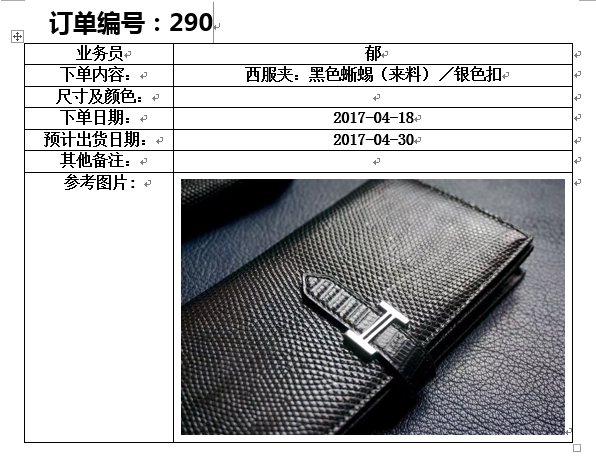 订单编号：290
业务员 郁
下单内容： 西服夹：黑色蜥蜴（来料）／银色扣
尺寸及颜色：
下单日期： 2017-04-18
预计出货日期： 2017-04-30
其他备注：
参考图片：